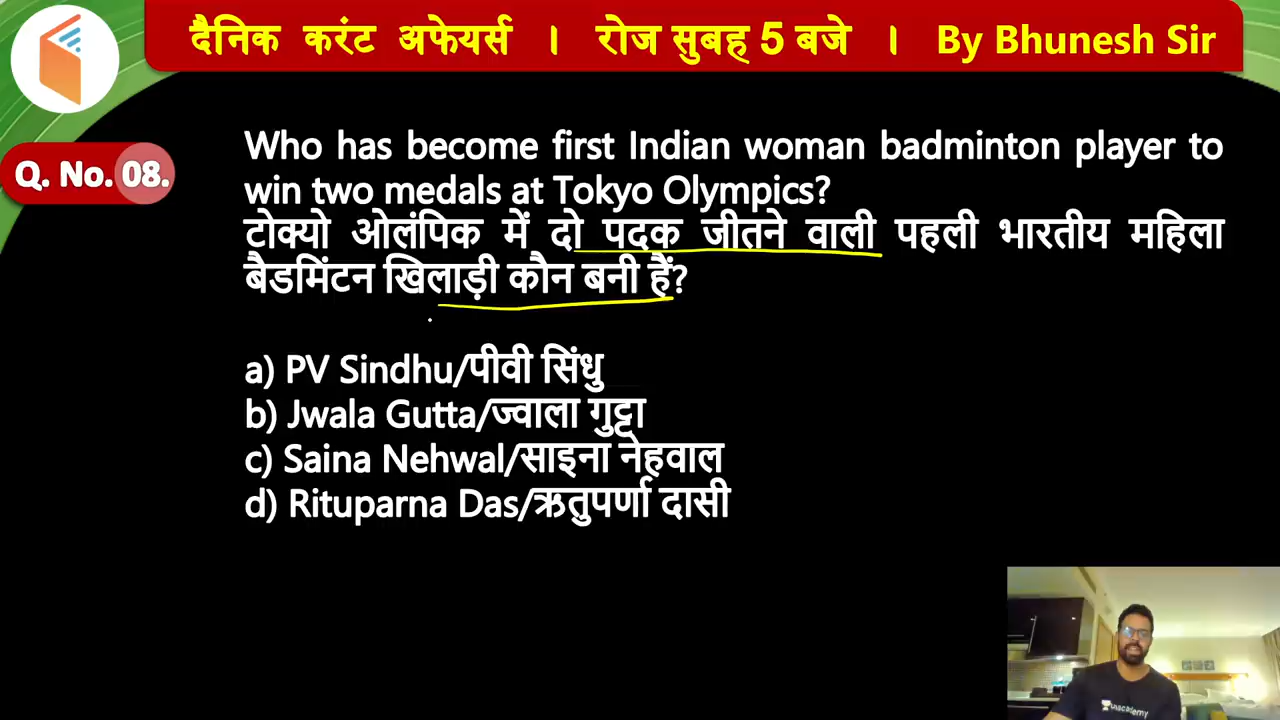 दैनिक करंट अफेयर्स । रोज सुबह 5 बजे । By Bhunesh Sir
Q. No. 08.
Who has become first Indian woman badminton player to
win two medals at Tokyo Olympics?
टोक्यो ओलंपिक में दो पदक जीतने वाली पहली भारतीय महिला
बैडमिंटन खिलाड़ी कौन बनी हैं?
a) PV Sindhu/पीवी सिंधु
b) Jwala Gutta/ज्वाला गुट्टा
c) Saina Nehwal/साइना नेहवाल
d) Rituparna Das/ऋतुपर्णा दासी
unacademy